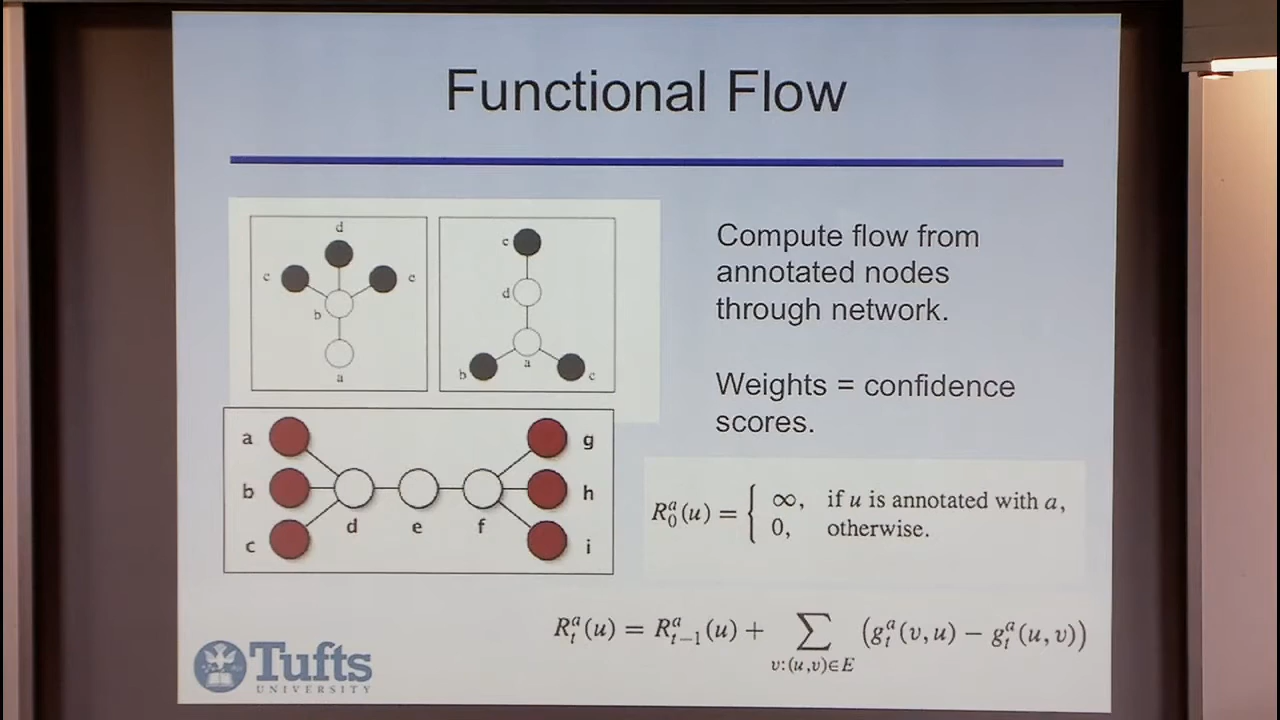 Functional Flow
d
c
e
b
a
c
d
a
b
c
a
b
c
d
e
f
g
h
i
Compute flow from
annotated nodes
through network.
Weights = confidence
scores.
R₀ᵃ(u) = { ∞, if u is annotated with a,
0, otherwise.
Rₜᵃ(u) = Rₜ₋₁ᵃ(u) + ∑ (gₜᵃ(v,u) − gₜᵃ(u,v))
v:(u,v)∈E
Tufts
UNIVERSITY